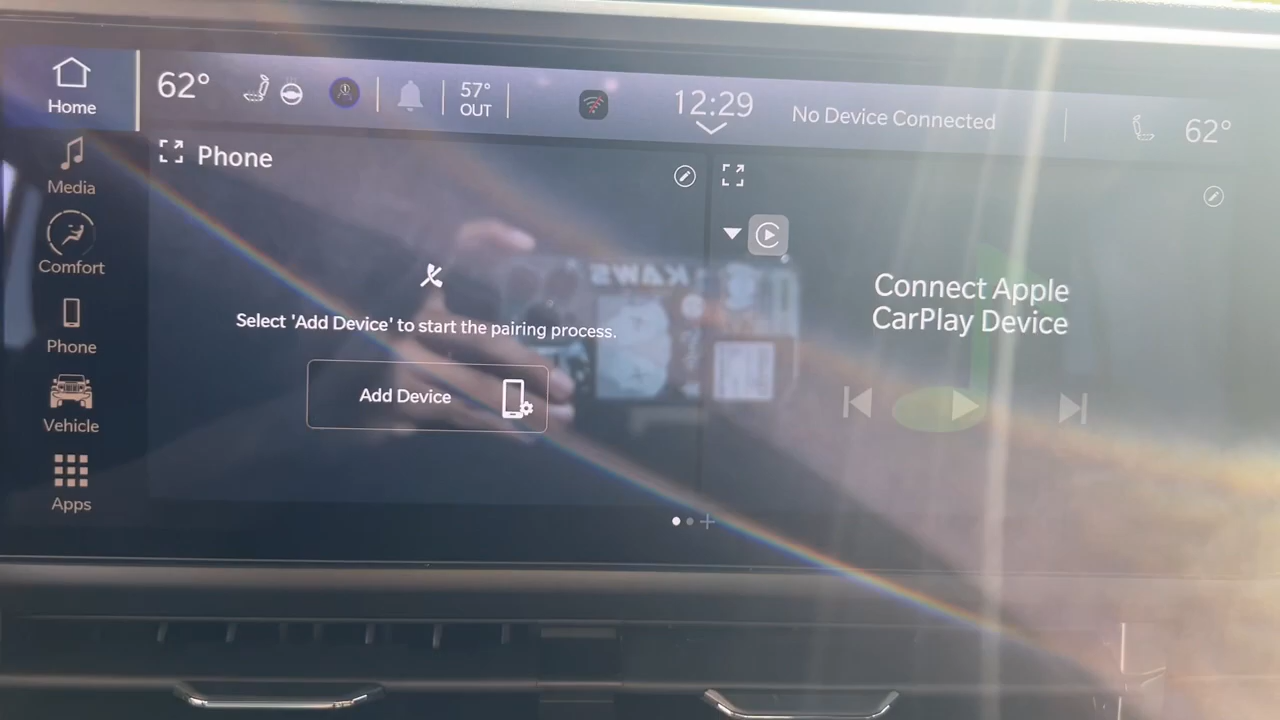 Home
62°
57°
OUT
12:29
No Device Connected
62°
Media
Comfort
Phone
Vehicle
Apps
Phone
Select 'Add Device' to start the pairing process.
Add Device
Connect Apple
CarPlay Device
KAWS